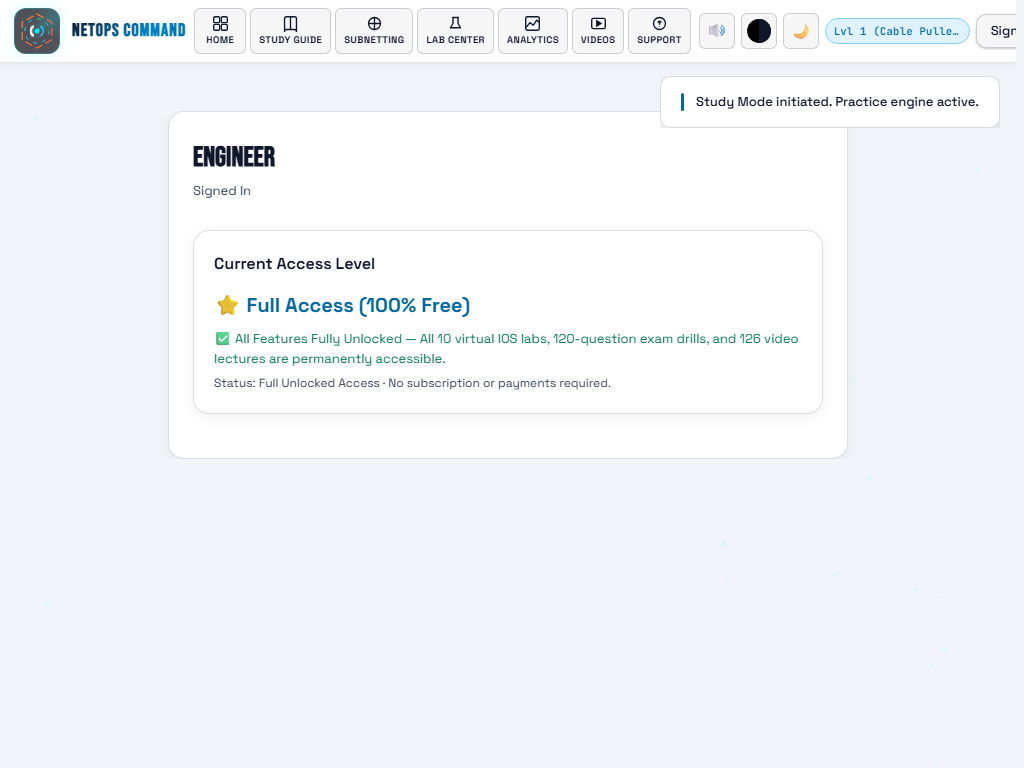 NETOPS COMMAND
HOME
STUDY GUIDE
SUBNETTING
LAB CENTER
ANALYTICS
VIDEOS
SUPPORT
Lvl 1 (Cable Pulle…
Sign
Study Mode initiated. Practice engine active.
ENGINEER
Signed In
Current Access Level
⭐ Full Access (100% Free)
✅ All Features Fully Unlocked — All 10 virtual IOS labs, 120-question exam drills, and 126 video
lectures are permanently accessible.
Status: Full Unlocked Access · No subscription or payments required.